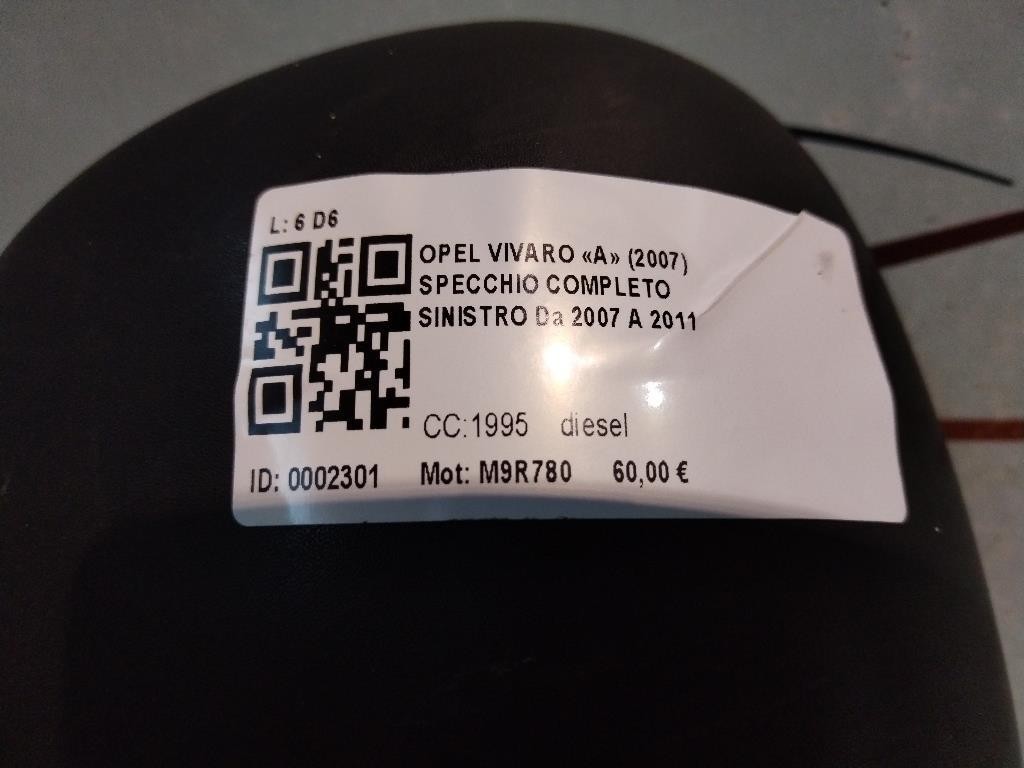 L: 6 D6
OPEL VIVARO «A» (2007)
SPECCHIO COMPLETO
SINISTRO Da 2007 A 2011
CC:1995 diesel
ID: 0002301 Mot: M9R780 60,00 €